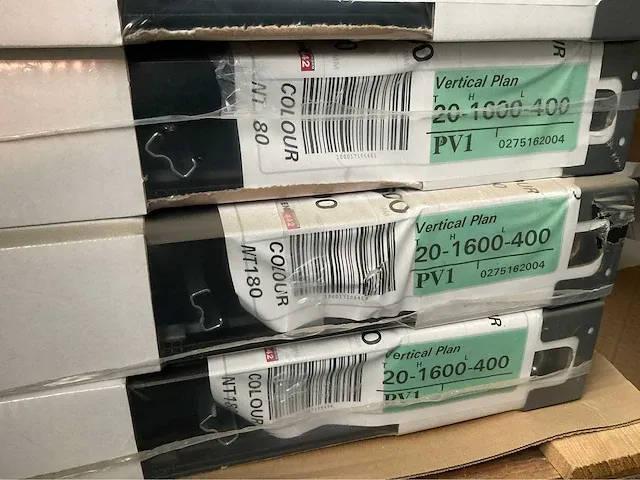 Vertical Plan
T H L
20-1600-400
PV1 0275162004
COLOUR
NT180
Vertical Plan
T H L
20-1600-400
PV1 0275162004
COLOUR
NT180
Vertical Plan
T H L
20-1600-400
PV1
COLOUR